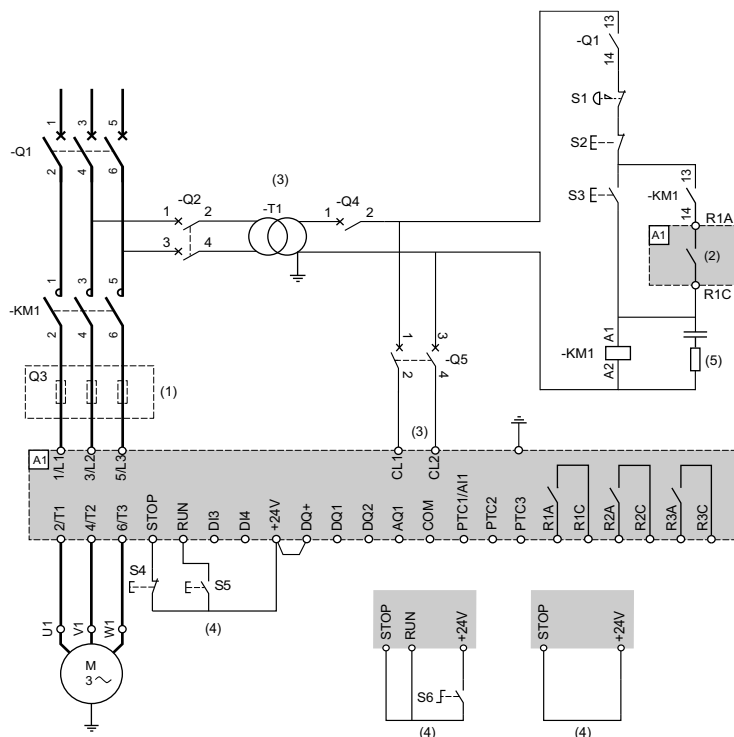 13
-Q1
14
S1
S2
S3
-KM1
13
14
R1A
A1
(2)
R1C
1
3
5
-Q1
2
4
6
(3)
-Q2
1
2
3
4
-T1
-Q4
1
2
1
3
5
-KM1
2
4
6
1
3
-Q5
2
4
A1
-KM1
A2
(5)
Q3
(1)
(3)
A1
1/L1
3/L2
5/L3
CL1
CL2
2/T1
4/T2
6/T3
STOP
RUN
DI3
DI4
+24V
DQ+
DQ1
DQ2
AQ1
COM
PTC1/AI1
PTC2
PTC3
R1A
R1C
R2A
R2C
R3A
R3C
S4
S5
(4)
U1
V1
W1
M
3
STOP
RUN
+24V
S6
(4)
STOP
+24V
(4)